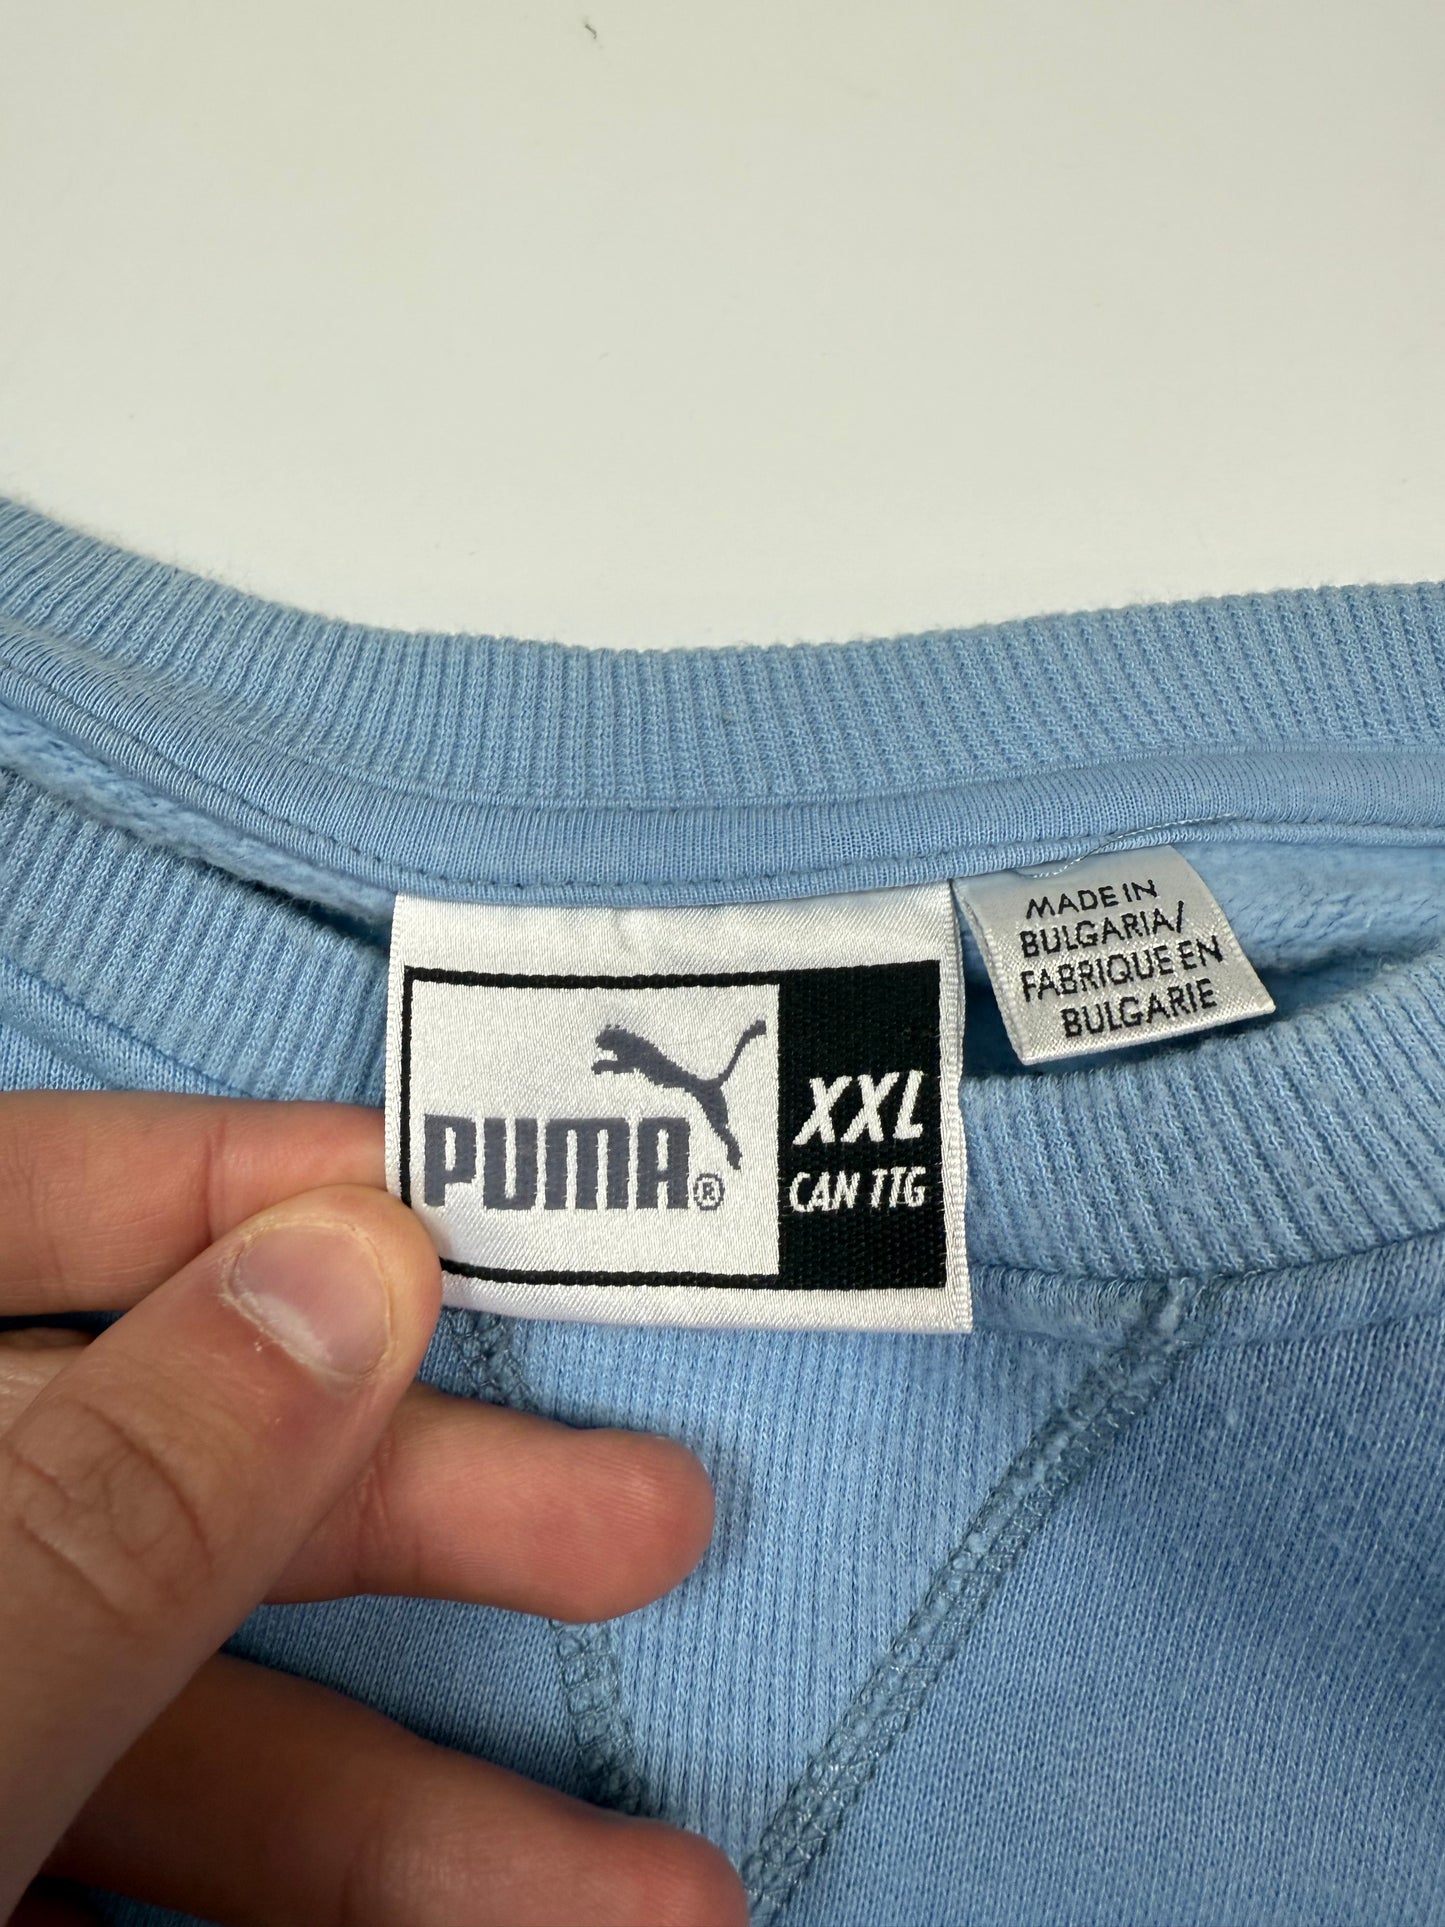 PUMA®
XXL
CAN TTG
MADE IN
BULGARIA/
FABRIQUE EN
BULGARIE